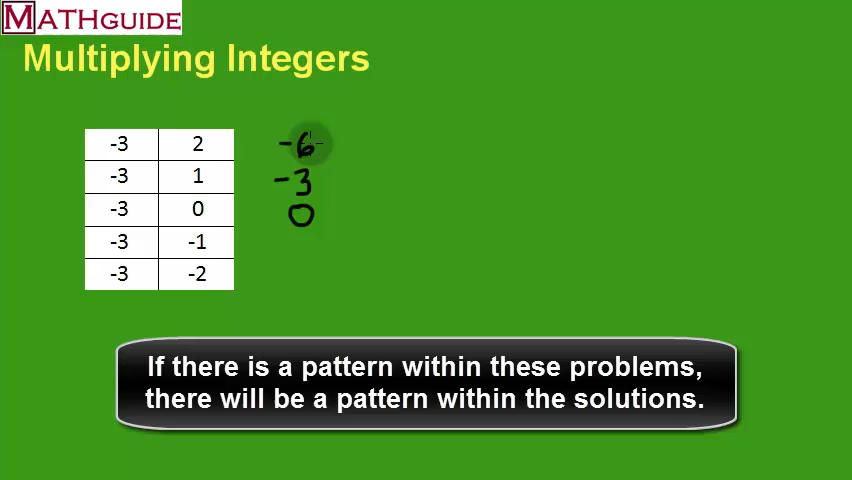 MATHGUIDE
Multiplying Integers
-3 2 -6
-3 1 -3
-3 0 0
-3 -1
-3 -2
If there is a pattern within these problems,
there will be a pattern within the solutions.